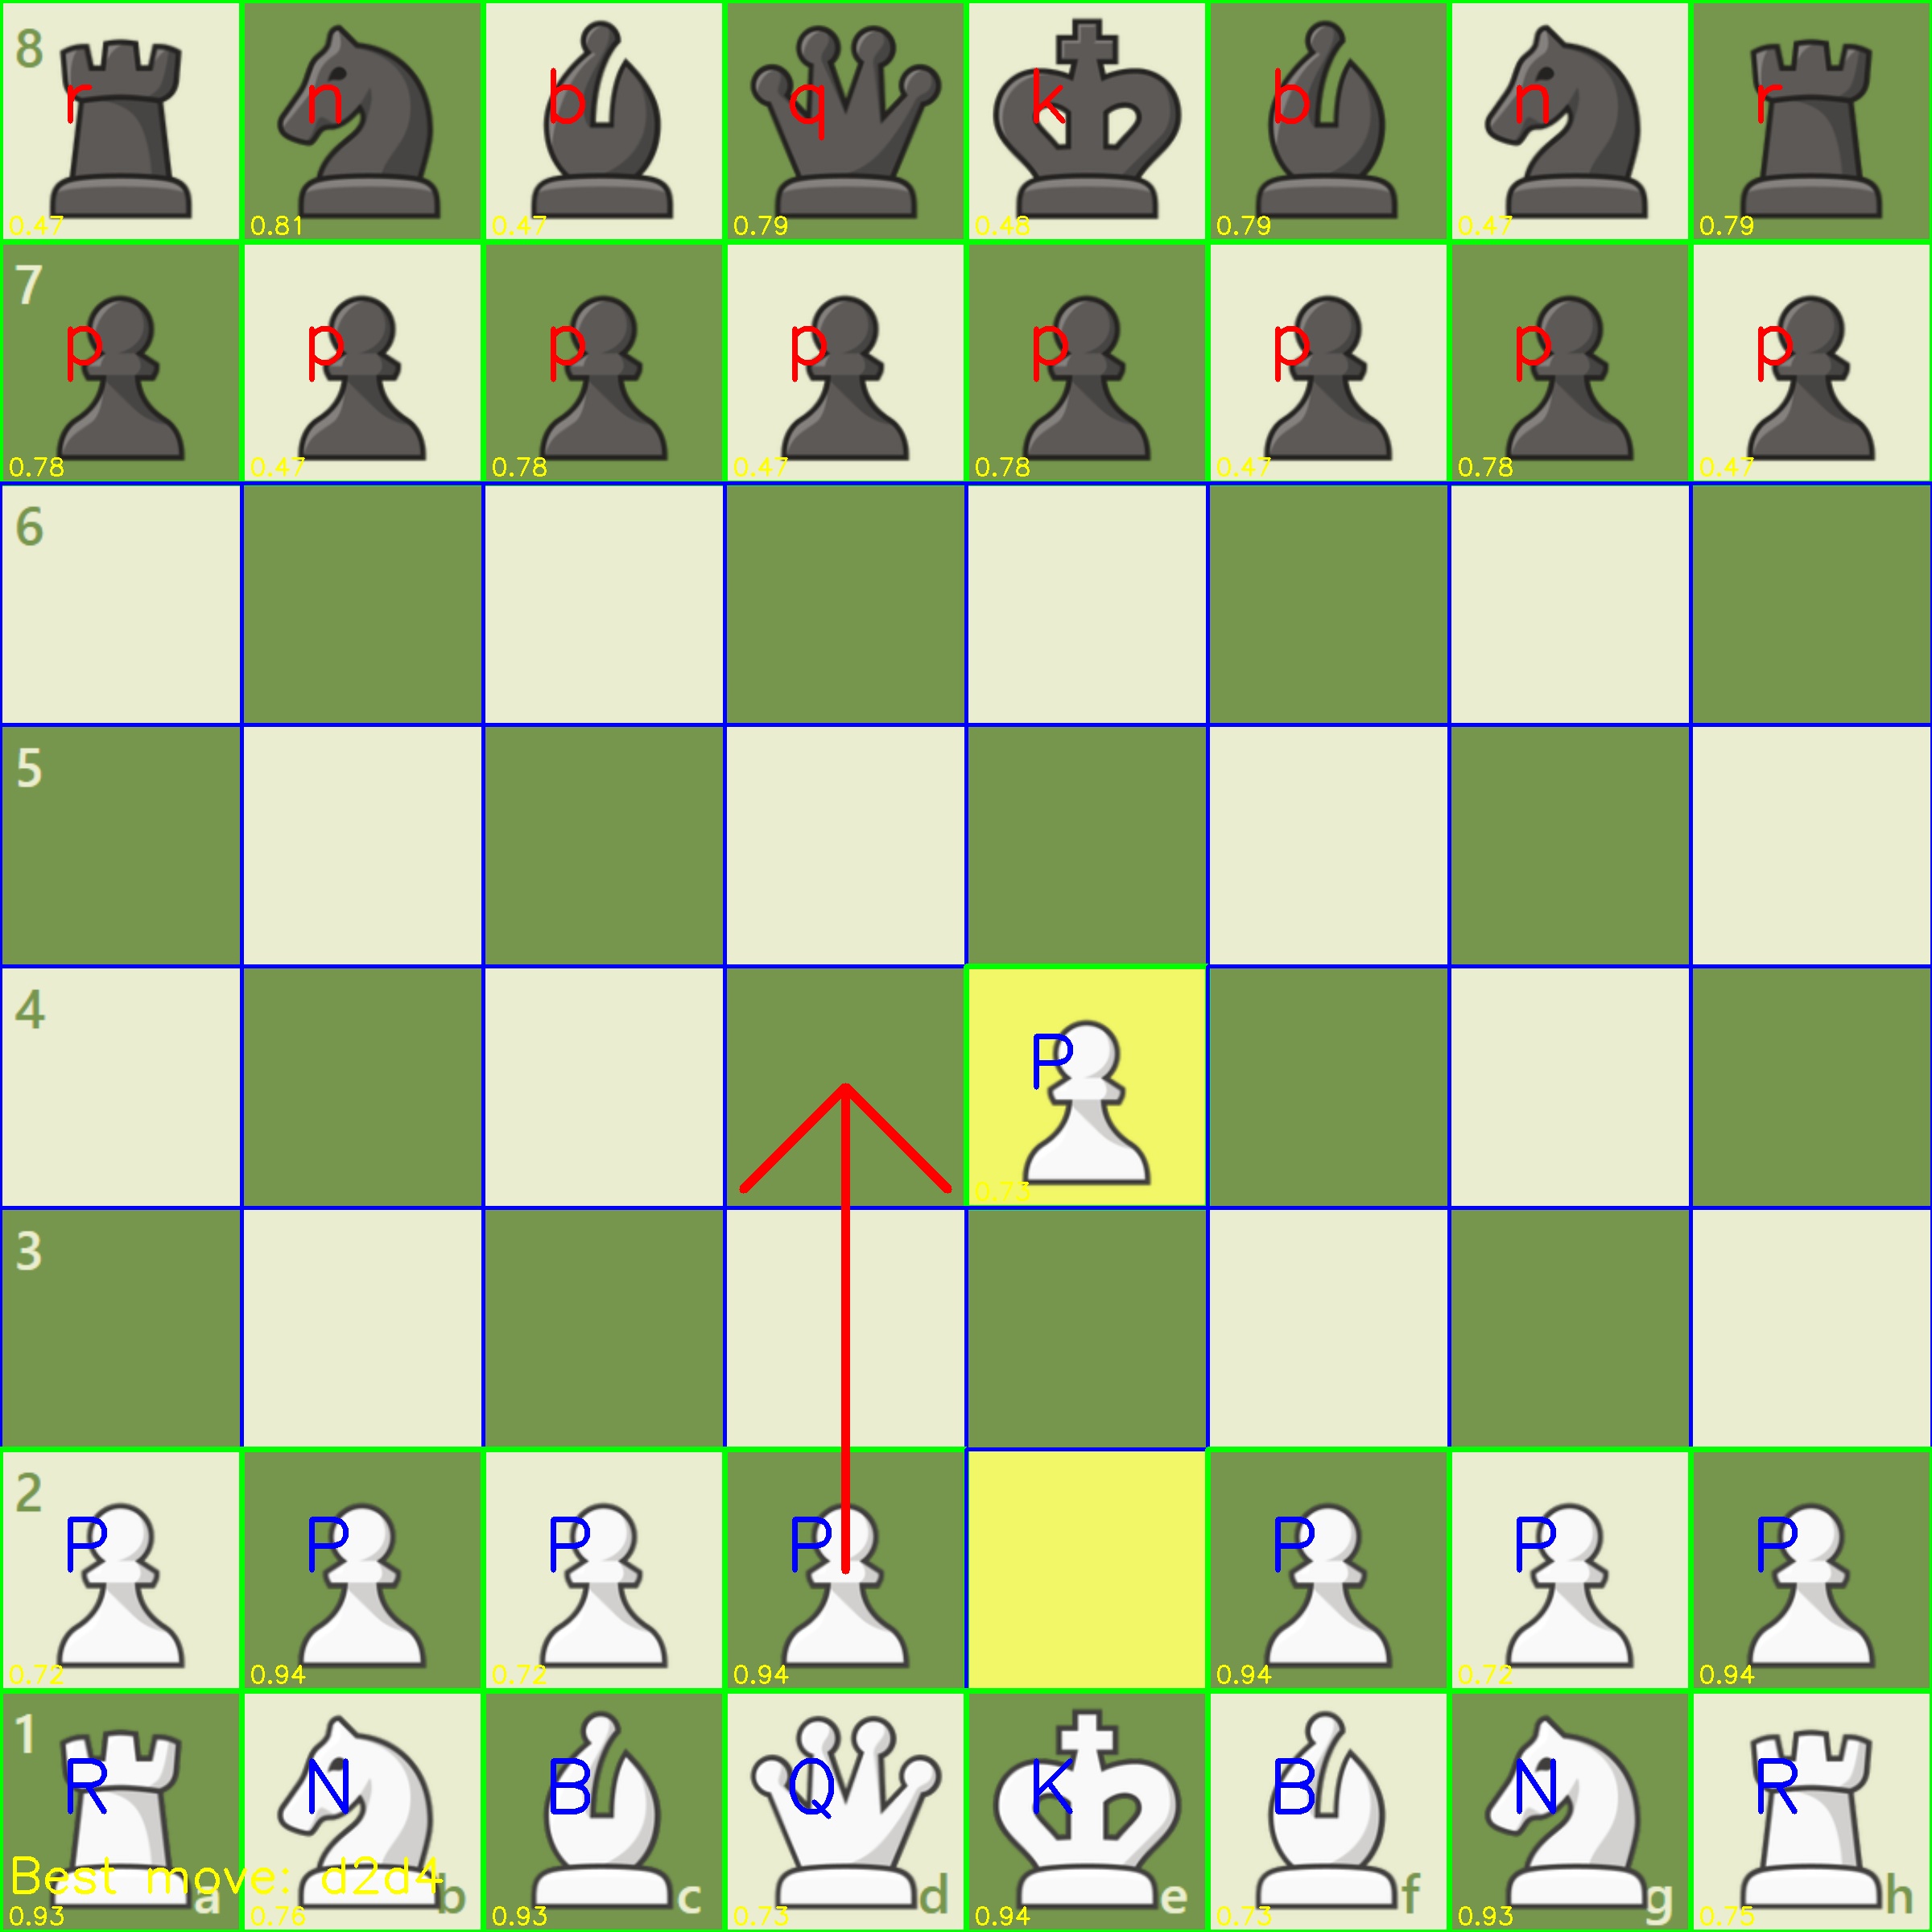 8 r n b q k b n r
0.47 0.81 0.47 0.79 0.48 0.79 0.47 0.79
7 p p p p p p p p
0.78 0.47 0.78 0.47 0.78 0.47 0.78 0.47
6
5
4 P
0.73
3
2 P P P P P P P
0.72 0.94 0.72 0.94 0.94 0.72 0.94
1 R N B Q K B N R
Best move: d2d4
a b c d e f g h
0.93 0.76 0.93 0.73 0.94 0.73 0.93 0.75